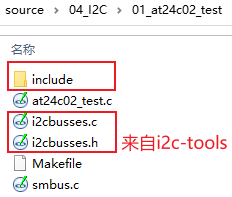 source › 04_I2C › 01_at24c02_test
名称
include
at24c02_test.c
i2cbusses.c
i2cbusses.h
来自i2c-tools
Makefile
smbus.c